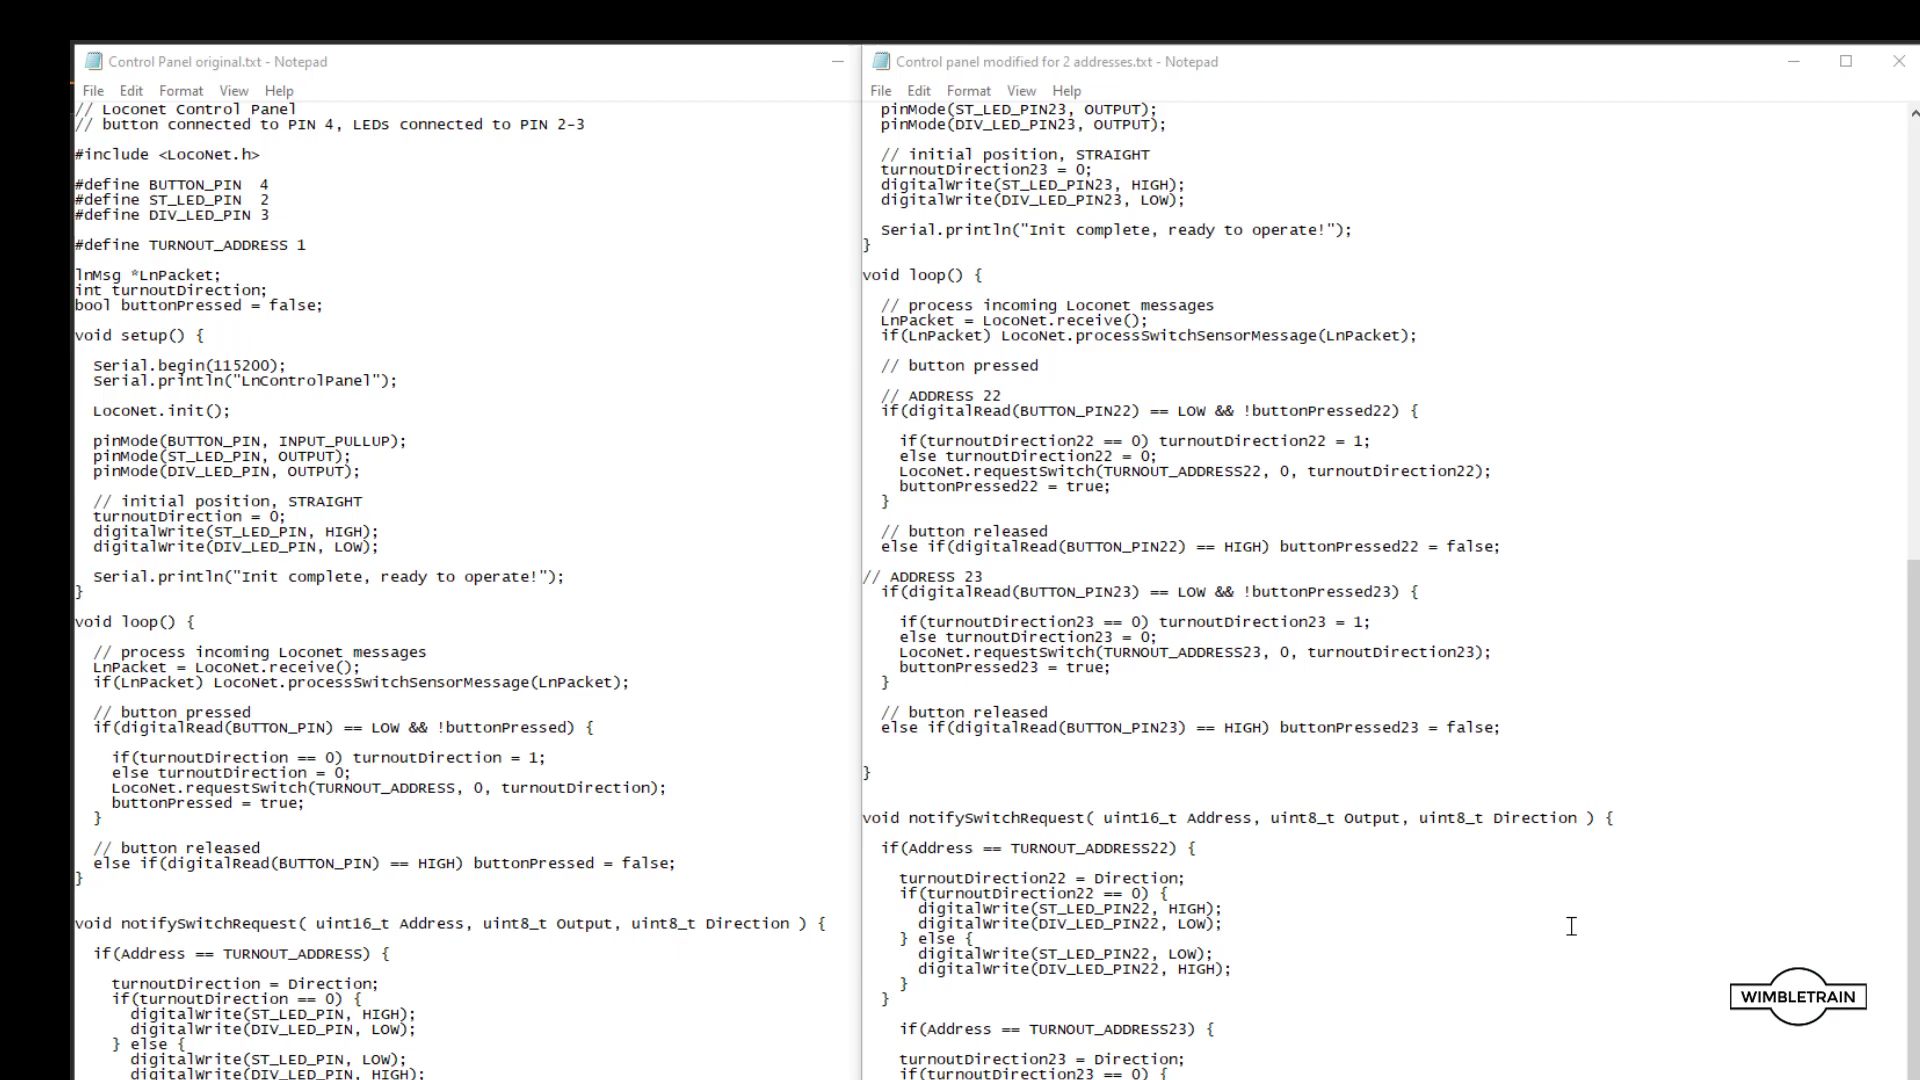 Control Panel original.txt - Notepad
File Edit Format View Help
// Loconet Control Panel
// button connected to PIN 4, LEDs connected to PIN 2-3
#include <LocoNet.h>
#define BUTTON_PIN  4
#define ST_LED_PIN  2
#define DIV_LED_PIN 3
#define TURNOUT_ADDRESS 1
lnMsg *LnPacket;
int turnoutDirection;
bool buttonPressed = false;
void setup() {
Serial.begin(115200);
Serial.println("LnControlPanel");
LocoNet.init();
pinMode(BUTTON_PIN, INPUT_PULLUP);
pinMode(ST_LED_PIN, OUTPUT);
pinMode(DIV_LED_PIN, OUTPUT);
// initial position, STRAIGHT
turnoutDirection = 0;
digitalWrite(ST_LED_PIN, HIGH);
digitalWrite(DIV_LED_PIN, LOW);
Serial.println("Init complete, ready to operate!");
}
void loop() {
// process incoming Loconet messages
LnPacket = LocoNet.receive();
if(LnPacket) LocoNet.processSwitchSensorMessage(LnPacket);
// button pressed
if(digitalRead(BUTTON_PIN) == LOW && !buttonPressed) {
if(turnoutDirection == 0) turnoutDirection = 1;
else turnoutDirection = 0;
LocoNet.requestSwitch(TURNOUT_ADDRESS, 0, turnoutDirection);
buttonPressed = true;
}
// button released
else if(digitalRead(BUTTON_PIN) == HIGH) buttonPressed = false;
}
void notifySwitchRequest( uint16_t Address, uint8_t Output, uint8_t Direction ) {
if(Address == TURNOUT_ADDRESS) {
turnoutDirection = Direction;
if(turnoutDirection == 0) {
digitalWrite(ST_LED_PIN, HIGH);
digitalWrite(DIV_LED_PIN, LOW);
} else {
digitalWrite(ST_LED_PIN, LOW);
digitalWrite(DIV_LED_PIN, HIGH);
Control panel modified for 2 addresses.txt - Notepad
File Edit Format View Help
pinMode(ST_LED_PIN23, OUTPUT);
pinMode(DIV_LED_PIN23, OUTPUT);
// initial position, STRAIGHT
turnoutDirection23 = 0;
digitalWrite(ST_LED_PIN23, HIGH);
digitalWrite(DIV_LED_PIN23, LOW);
Serial.println("Init complete, ready to operate!");
}
void loop() {
// process incoming Loconet messages
LnPacket = LocoNet.receive();
if(LnPacket) LocoNet.processSwitchSensorMessage(LnPacket);
// button pressed
// ADDRESS 22
if(digitalRead(BUTTON_PIN22) == LOW && !buttonPressed22) {
if(turnoutDirection22 == 0) turnoutDirection22 = 1;
else turnoutDirection22 = 0;
LocoNet.requestSwitch(TURNOUT_ADDRESS22, 0, turnoutDirection22);
buttonPressed22 = true;
}
// button released
else if(digitalRead(BUTTON_PIN22) == HIGH) buttonPressed22 = false;
// ADDRESS 23
if(digitalRead(BUTTON_PIN23) == LOW && !buttonPressed23) {
if(turnoutDirection23 == 0) turnoutDirection23 = 1;
else turnoutDirection23 = 0;
LocoNet.requestSwitch(TURNOUT_ADDRESS23, 0, turnoutDirection23);
buttonPressed23 = true;
}
// button released
else if(digitalRead(BUTTON_PIN23) == HIGH) buttonPressed23 = false;
}
void notifySwitchRequest( uint16_t Address, uint8_t Output, uint8_t Direction ) {
if(Address == TURNOUT_ADDRESS22) {
turnoutDirection22 = Direction;
if(turnoutDirection22 == 0) {
digitalWrite(ST_LED_PIN22, HIGH);
digitalWrite(DIV_LED_PIN22, LOW);
} else {
digitalWrite(ST_LED_PIN22, LOW);
digitalWrite(DIV_LED_PIN22, HIGH);
}
}
if(Address == TURNOUT_ADDRESS23) {
turnoutDirection23 = Direction;
if(turnoutDirection23 == 0) {
WIMBLETRAIN